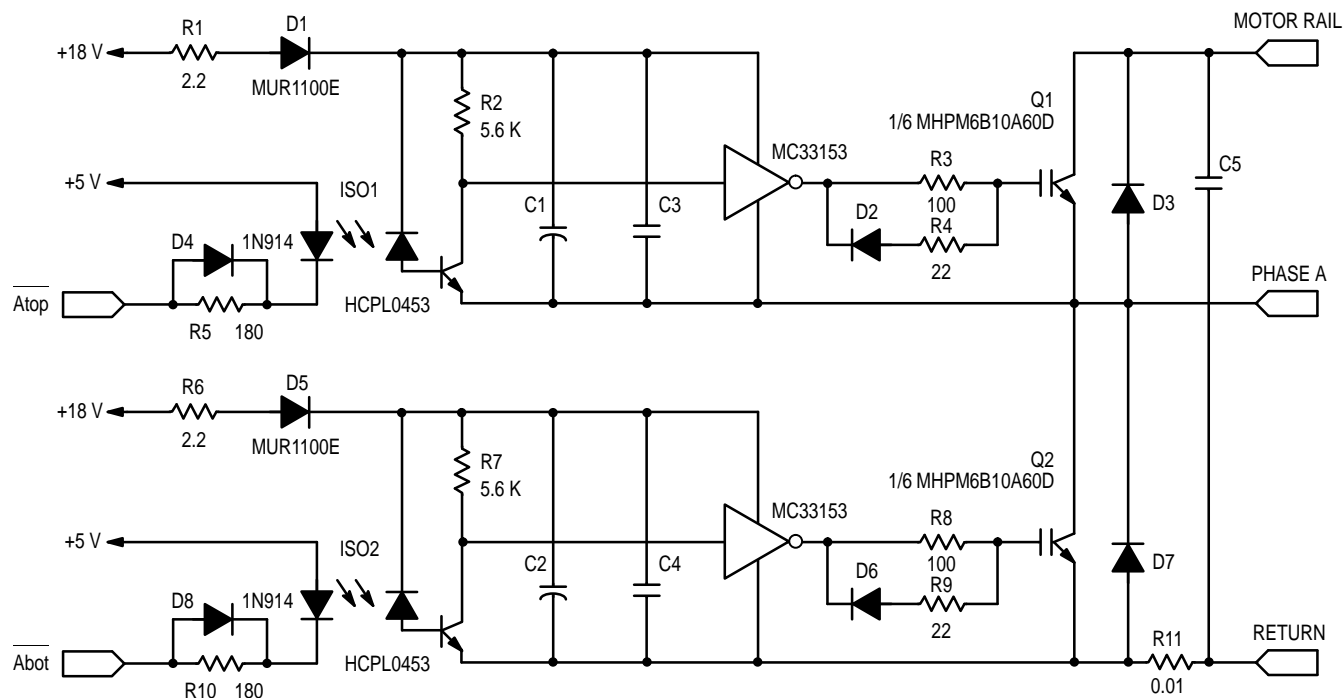 MOTOR RAIL
+18 V
R1
2.2
D1
MUR1100E
R2
5.6 K
Q1
1/6 MHPM6B10A60D
MC33153
R3
100
C5
+5 V
ISO1
C1
C3
D2
R4
22
D3
D4
1N914
Atop
R5
180
HCPL0453
PHASE A
+18 V
R6
2.2
D5
MUR1100E
R7
5.6 K
Q2
1/6 MHPM6B10A60D
MC33153
R8
100
+5 V
ISO2
C2
C4
D6
R9
22
D7
D8
1N914
Abot
R10
180
HCPL0453
R11
0.01
RETURN